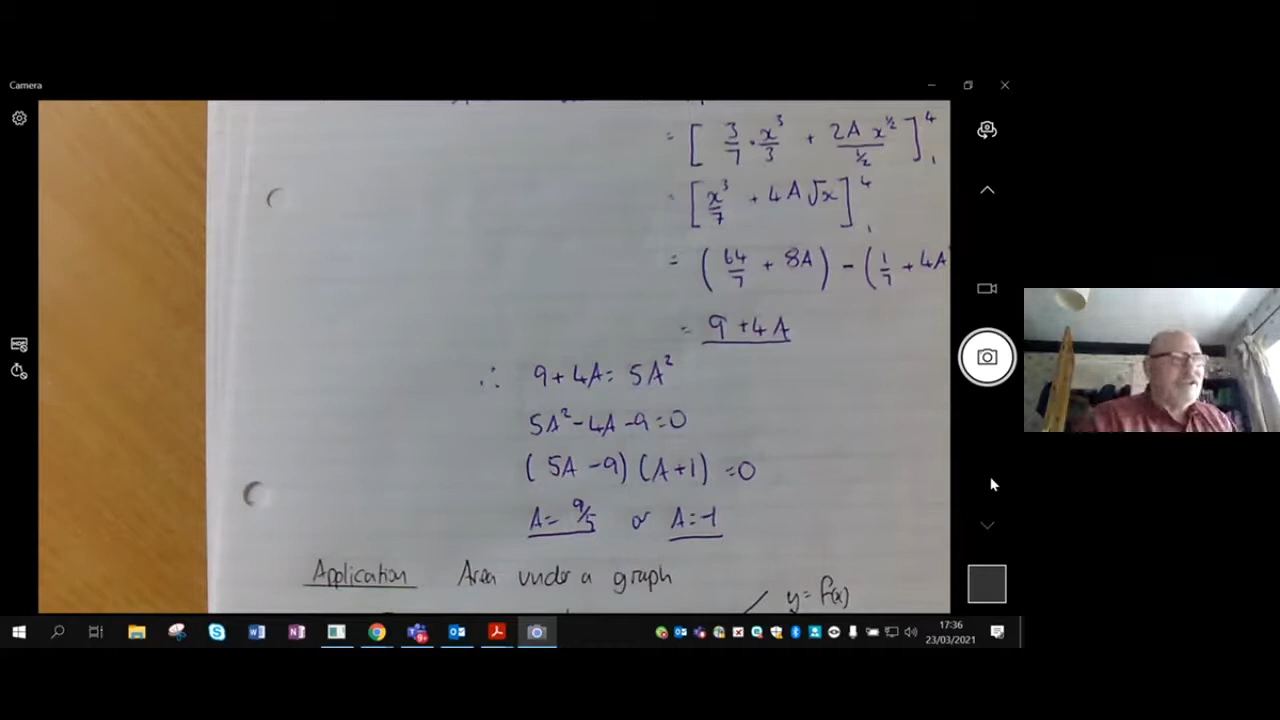 Camera
= [ 3/7 · x³/3 + 2A x^½/½ ]₁⁴
= [ x³/7 + 4A√x ]₁⁴
= ( 64/7 + 8A ) - ( 1/7 + 4A
= 9 + 4A
∴ 9 + 4A = 5A²
5A² - 4A - 9 = 0
(5A - 9)(A + 1) = 0
A = 9/5 or A = -1
Application Area under a graph
y = f(x)
17:36
23/03/2021